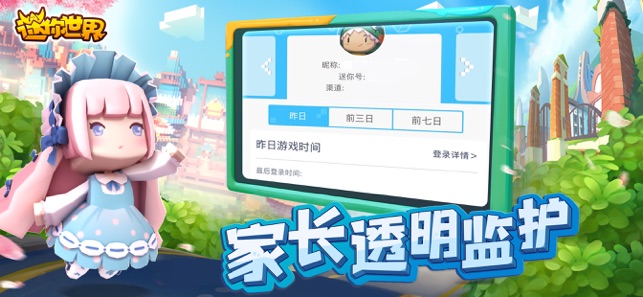 迷你世界
昵称:
迷你号:
渠道:
昨日 前三日 前七日
昨日游戏时间 登录详情>
最后登录时间:
家长透明监护